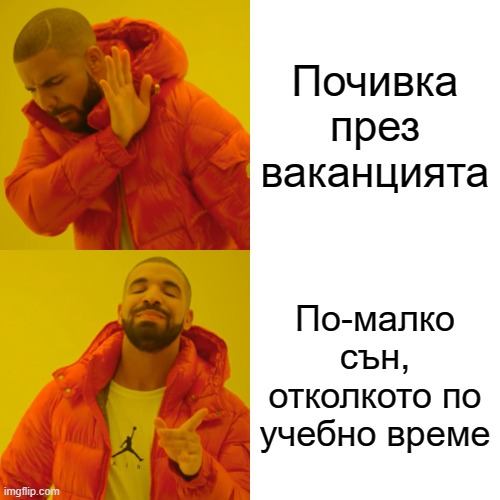 Почивка
през
ваканцията
По-малко
сън,
отколкото по
учебно време
imgflip.com